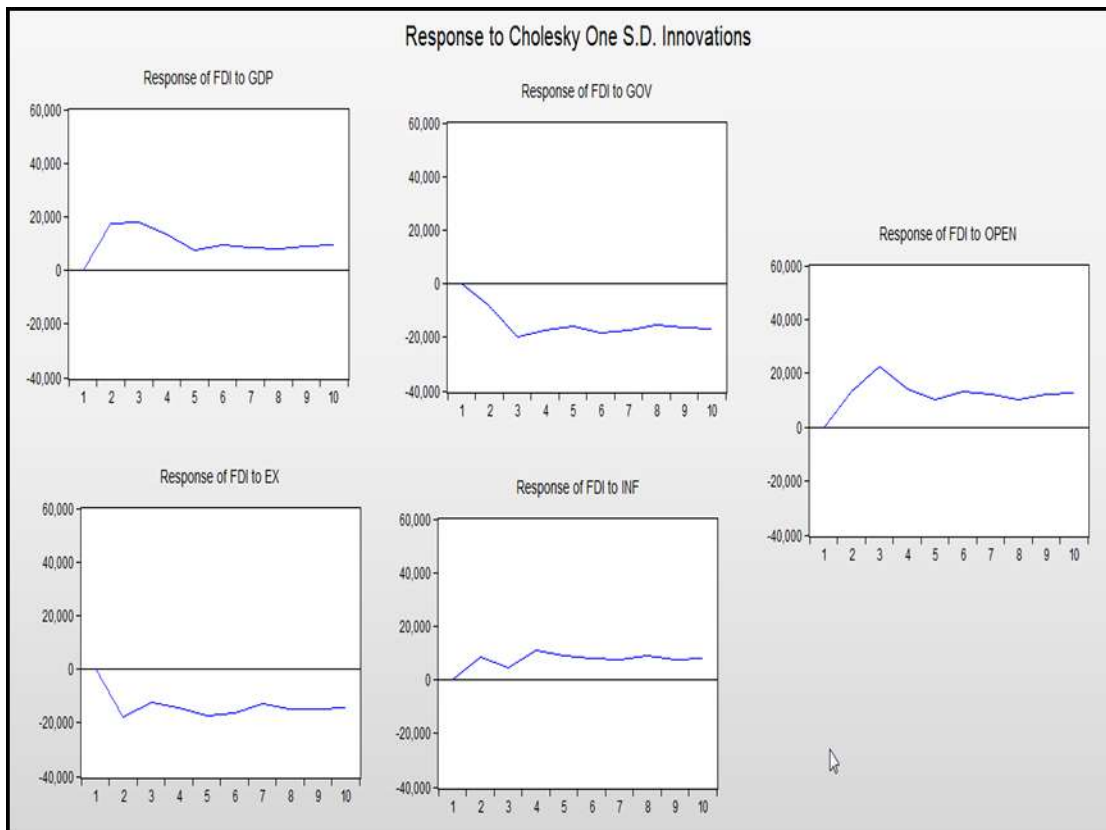 Response to Cholesky One S.D. Innovations
Response of FDI to GDP
60,000
40,000
20,000
0
-20,000
-40,000
1 2 3 4 5 6 7 8 9 10
Response of FDI to GOV
60,000
40,000
20,000
0
-20,000
-40,000
1 2 3 4 5 6 7 8 9 10
Response of FDI to OPEN
60,000
40,000
20,000
0
-20,000
-40,000
1 2 3 4 5 6 7 8 9 10
Response of FDI to EX
60,000
40,000
20,000
0
-20,000
-40,000
1 2 3 4 5 6 7 8 9 10
Response of FDI to INF
60,000
40,000
20,000
0
-20,000
-40,000
1 2 3 4 5 6 7 8 9 10